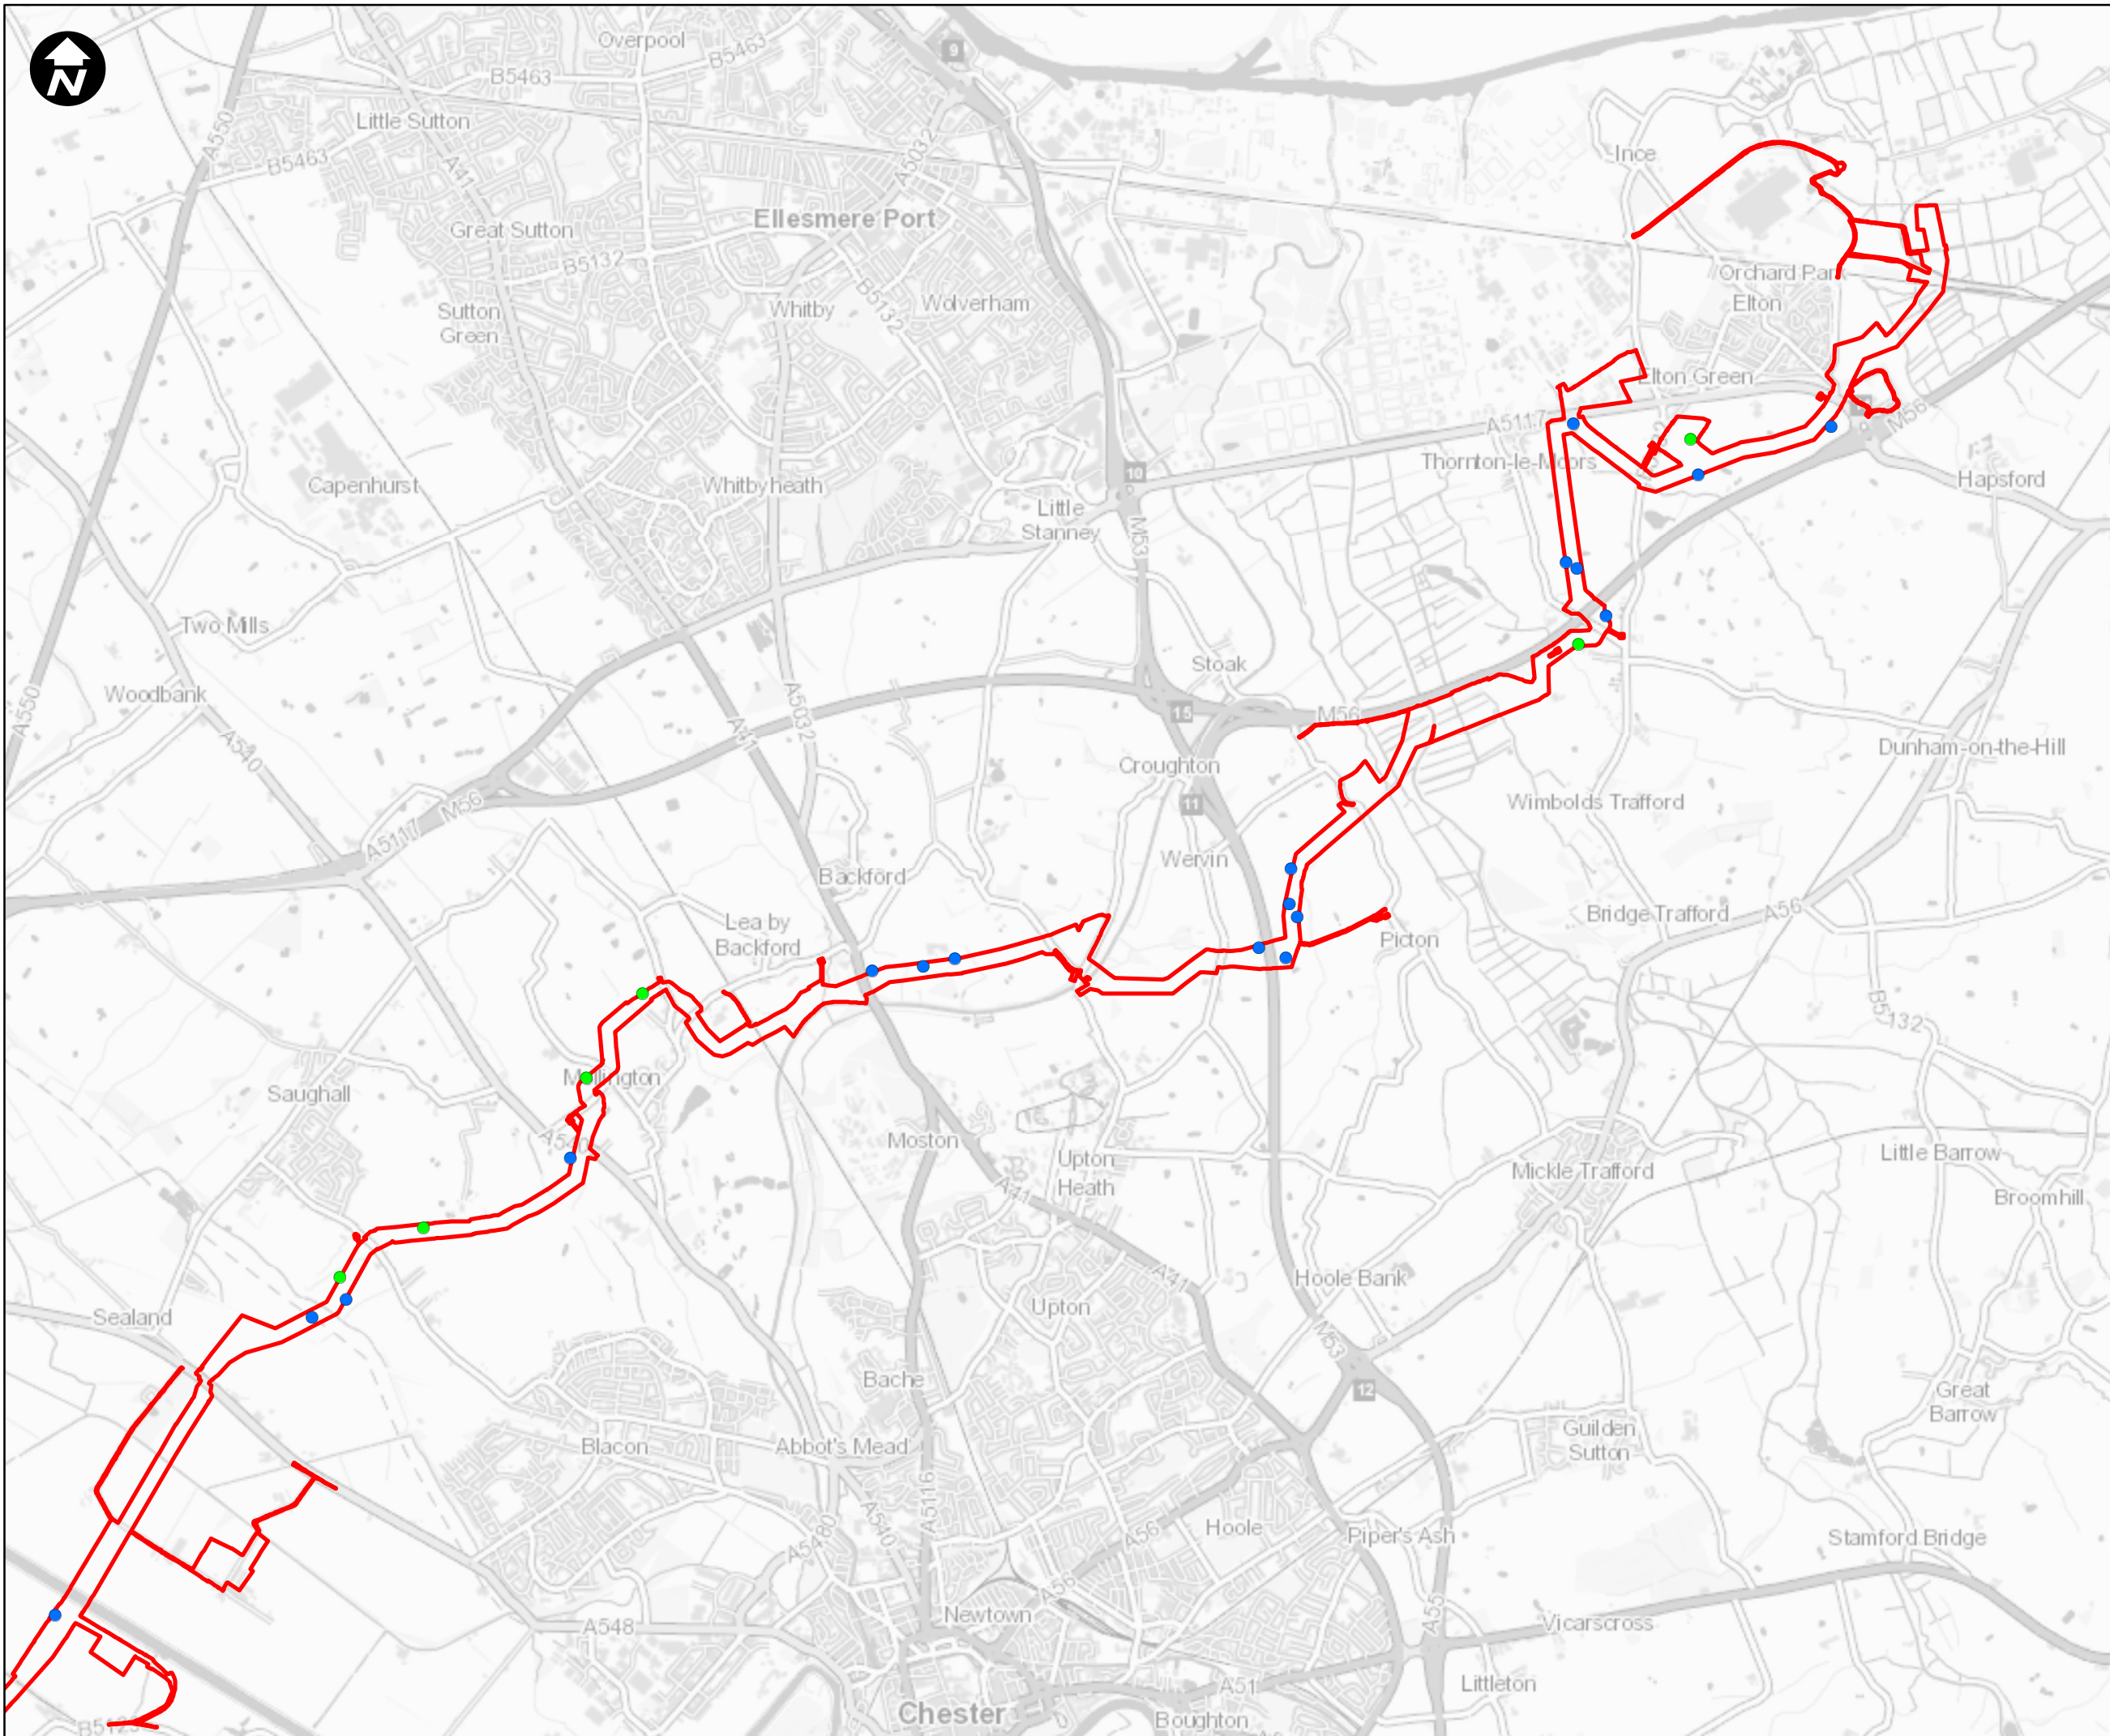 N
Overpool
B5463
9
B5463
Little Sutton
A550
B5463
A41
A5032
Ince
Great Sutton
Ellesmere Port
B5132
Orchard Park
Sutton
Green
Whitby
B5132
Wolverham
Elton
Elton Green
A5117
M56
Thornton-le-Moors
10
Capenhurst
Whitbyheath
Hapsford
Little
Stanney
M53
Two Mills
Stoak
Woodbank
A550
A5032
A41
15
M56
A540
Dunham-on-the-Hill
Croughton
A5117
M56
11
Wimbolds Trafford
Wervin
Backford
Lea by
Backford
Bridge Trafford
A56
Picton
B5132
Saughall
Mollington
Moston
Upton
Heath
A41
Mickle Trafford
Little Barrow
Broomhill
A41
Hoole Bank
Sealand
Upton
M53
Bache
12
Great
Barrow
Guilden
Sutton
Blacon
Abbot's Mead
A5116
A540
A5480
A56
Hoole
Piper's Ash
Stamford Bridge
A56
Newtown
A548
A55
Vicarscross
A51
Littleton
Chester
Boughton